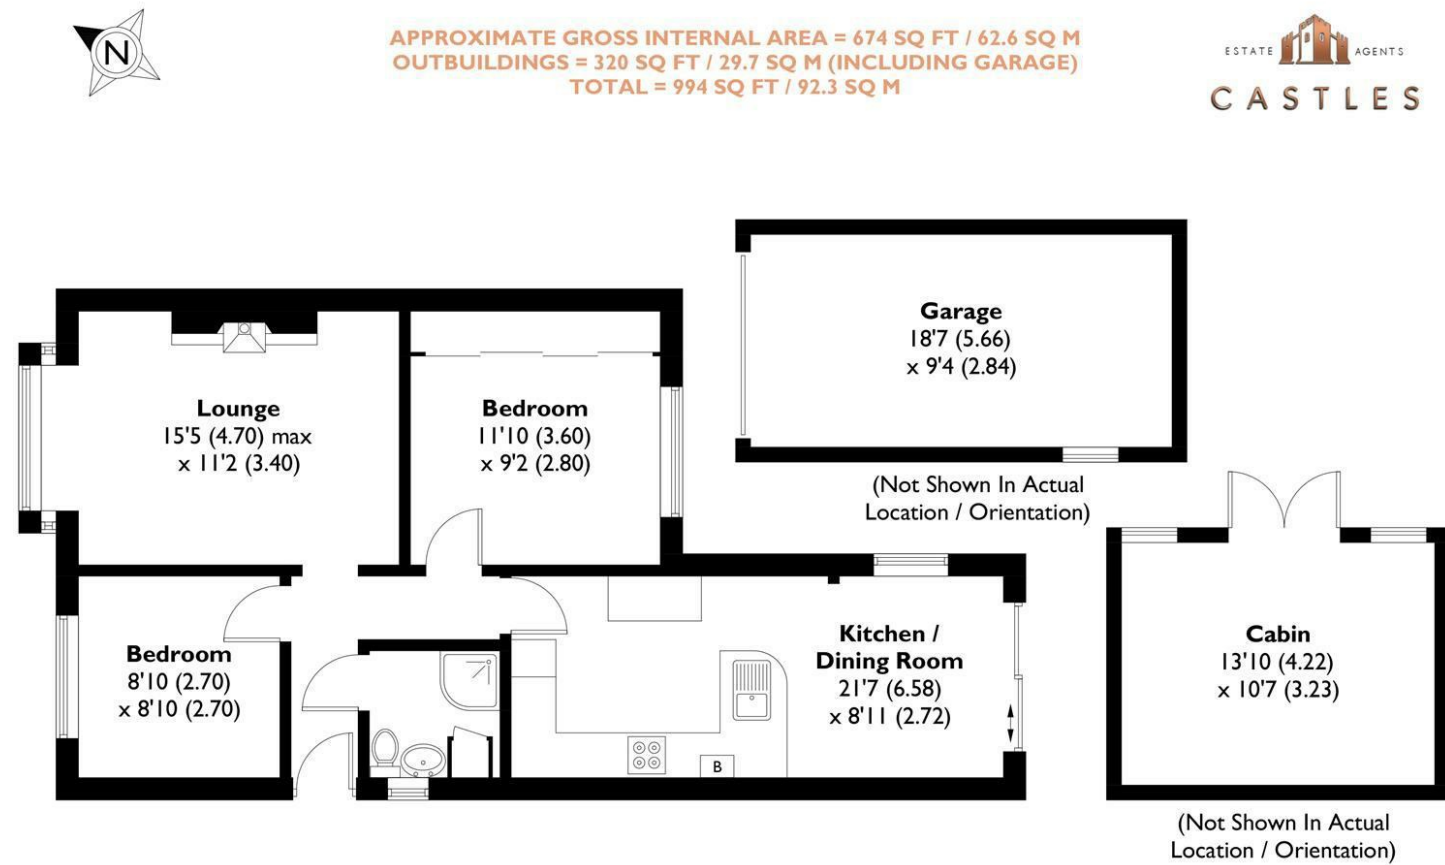 N
APPROXIMATE GROSS INTERNAL AREA = 674 SQ FT / 62.6 SQ M
OUTBUILDINGS = 320 SQ FT / 29.7 SQ M (INCLUDING GARAGE)
TOTAL = 994 SQ FT / 92.3 SQ M
ESTATE AGENTS
CASTLES
Garage
18'7 (5.66)
x 9'4 (2.84)
(Not Shown In Actual
Location / Orientation)
Lounge
15'5 (4.70) max
x 11'2 (3.40)
Bedroom
11'10 (3.60)
x 9'2 (2.80)
Bedroom
8'10 (2.70)
x 8'10 (2.70)
Kitchen /
Dining Room
21'7 (6.58)
x 8'11 (2.72)
B
Cabin
13'10 (4.22)
x 10'7 (3.23)
(Not Shown In Actual
Location / Orientation)